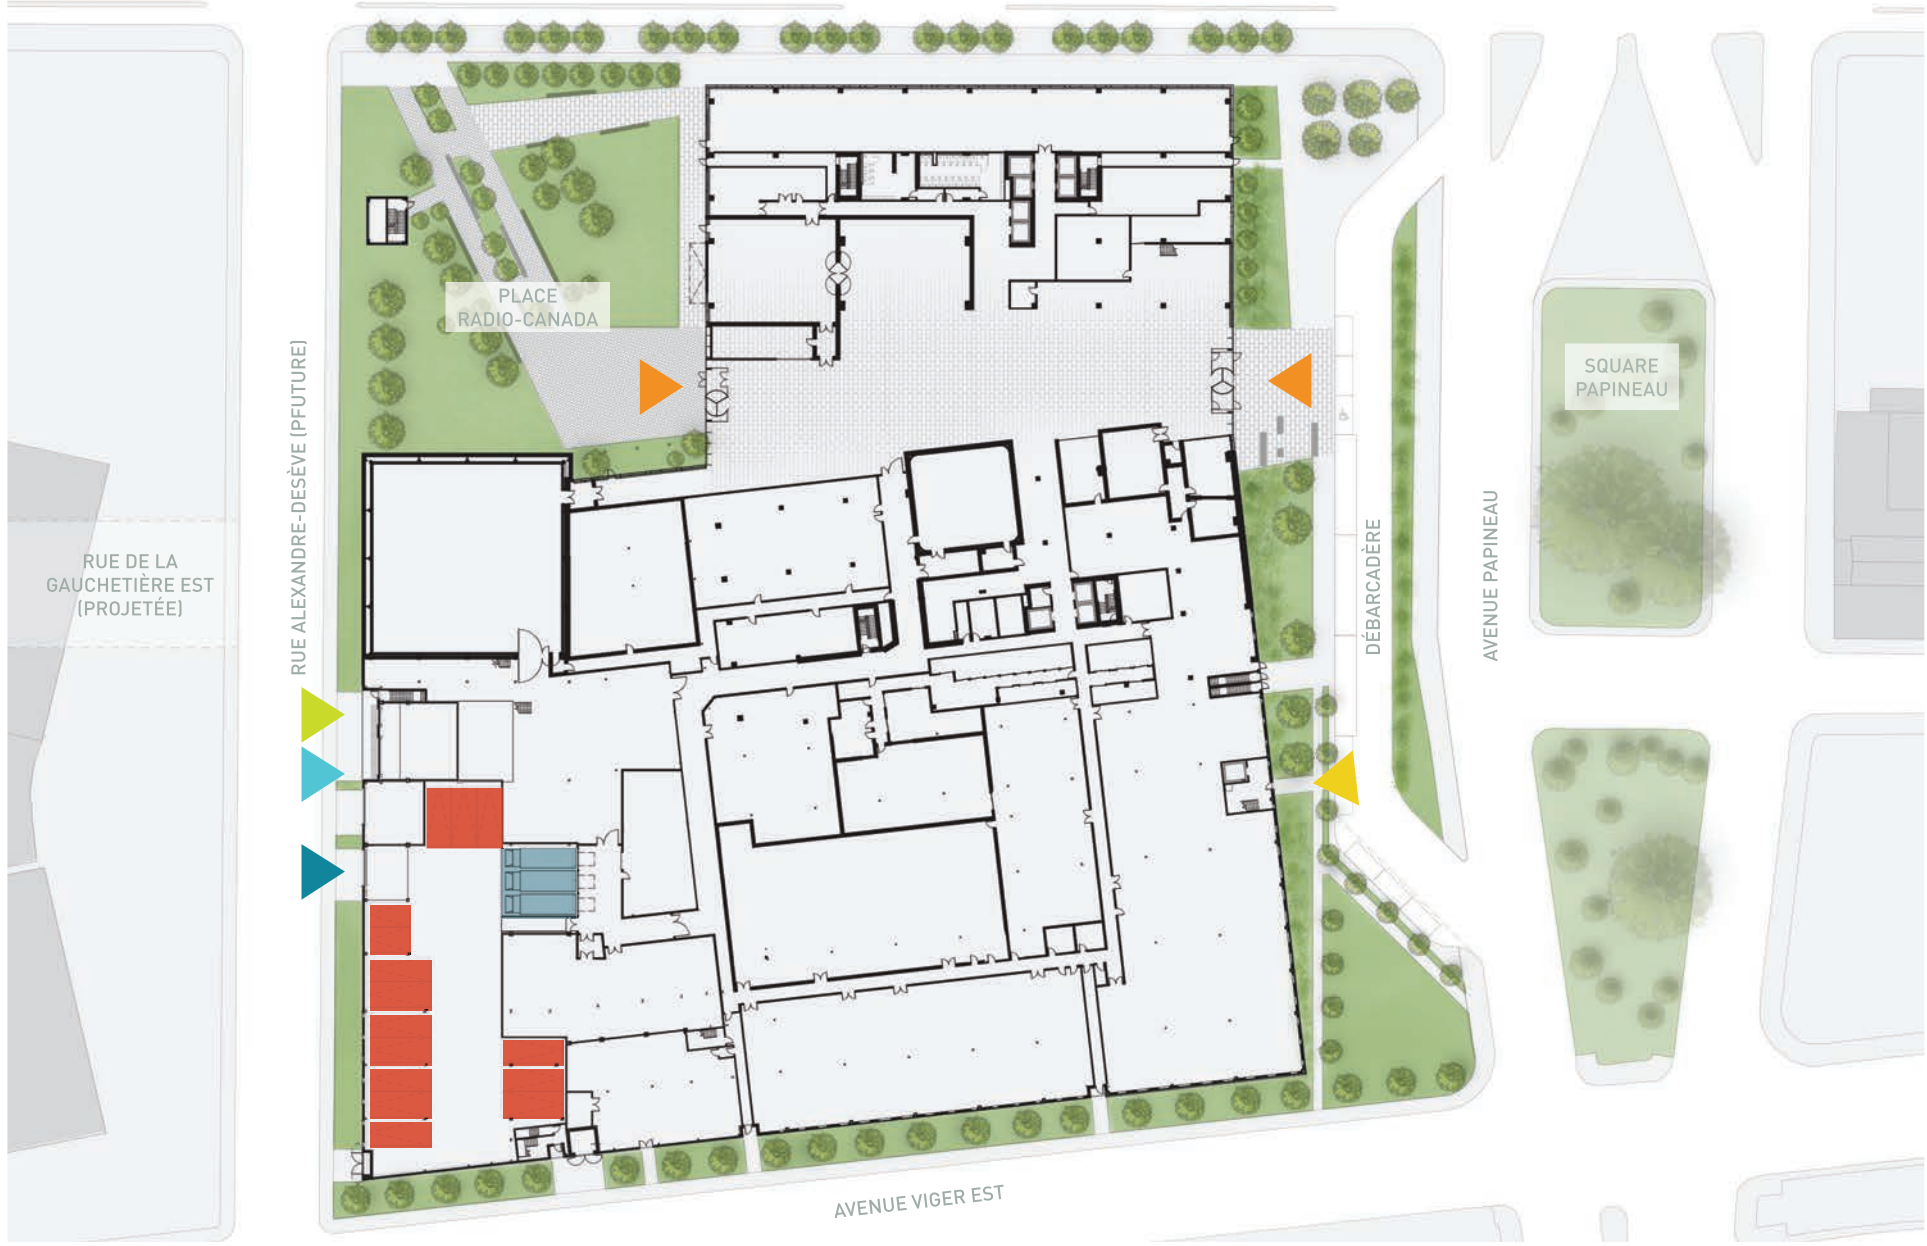 PLACE
RADIO-CANADA
SQUARE
PAPINEAU
RUE ALEXANDRE-DESÈVE (PFUTURE)
RUE DE LA
GAUCHETIÈRE EST
(PROJETÉE)
DÉBARCADÈRE
AVENUE PAPINEAU
AVENUE VIGER EST